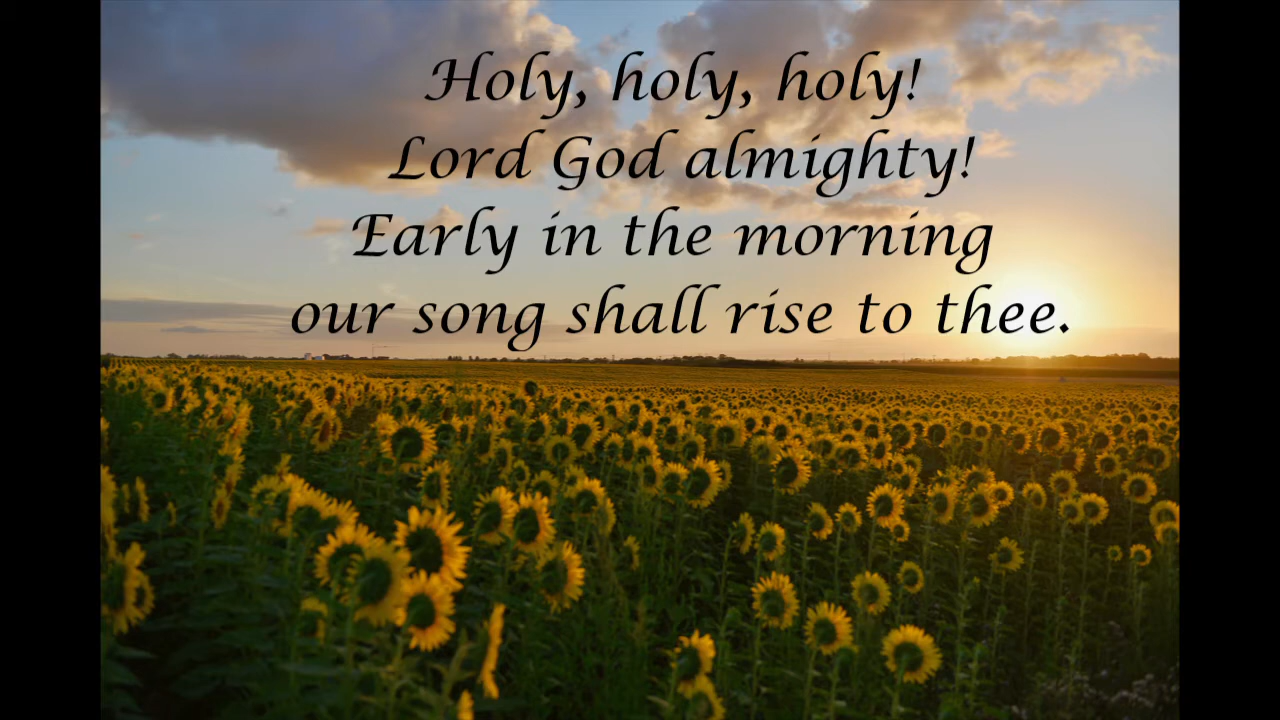 Holy, holy, holy!
Lord God almighty!
Early in the morning
our song shall rise to thee.